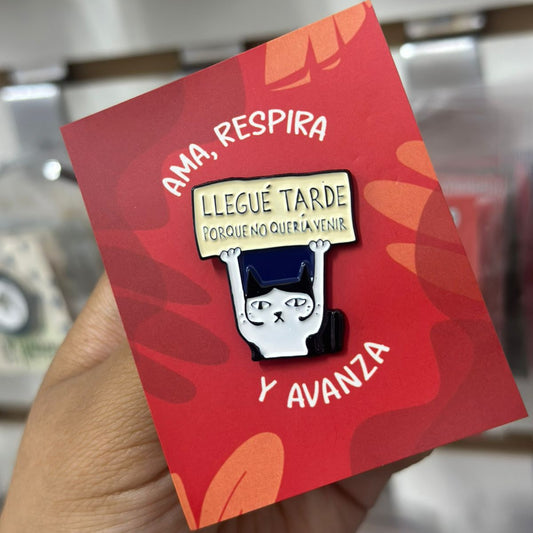 AMA, RESPIRA
LLEGUÉ TARDE
PORQUE NO QUERÍA VENIR
Y AVANZA